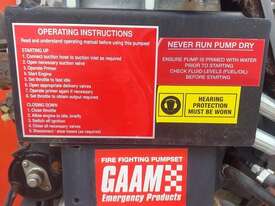 OPERATING INSTRUCTIONS
Read and understand operating manual before using this pumpset
STARTING UP
1. Connect suction hose to suction inlet as required
2. Open necessary suction valve
3. Operate Primer
4. Start Engine
5. Set throttle to fast idle
6. Open appropriate delivery valves
7. Operate primer again if necessary
8. Set throttle as required
CLOSING DOWN
1. Close throttle
2. Allow engine to idle, briefly
3. Switch off ignition
4. Close all necessary valves
5. Disconnect / stow hoses (as required)
NEVER RUN PUMP DRY
ENSURE PUMP IS PRIMED WITH WATER
PRIOR TO STARTING
CHECK FLUID LEVELS (FUEL/OIL)
BEFORE STARTING
HEARING
PROTECTION
MUST BE WORN
FIRE FIGHTING PUMPSET
GAAM
Emergency Products